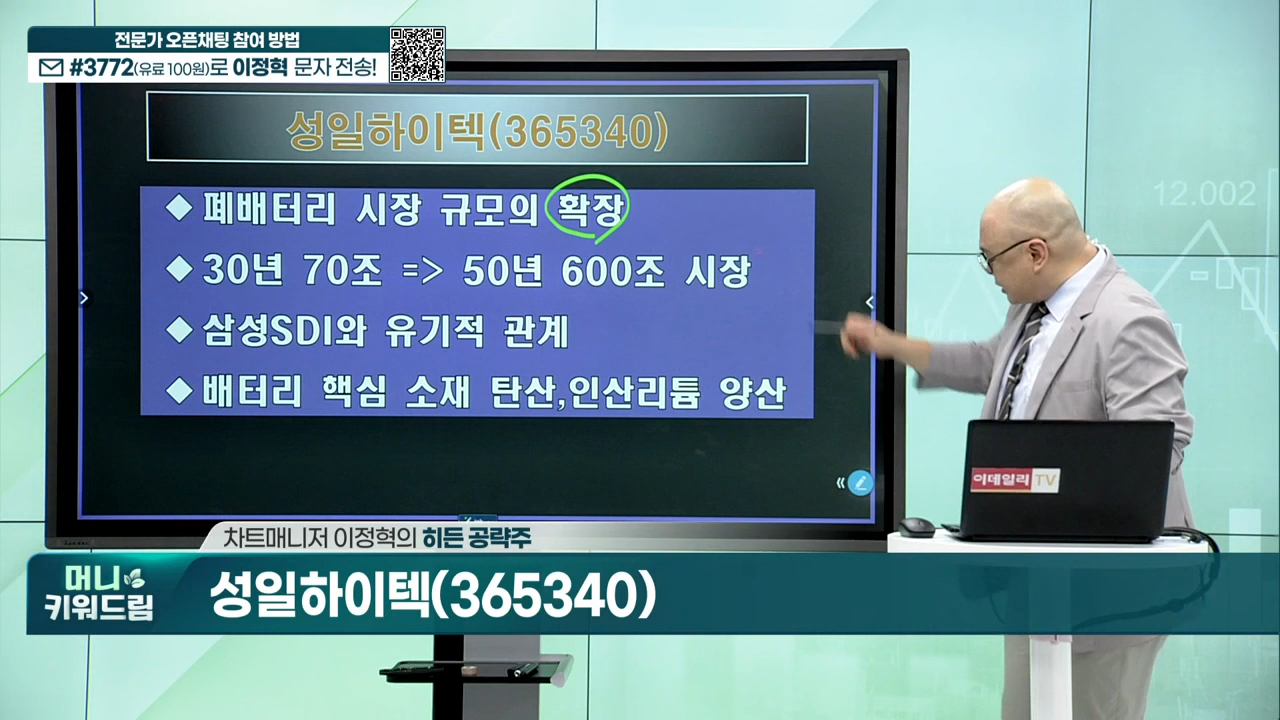 전문가 오픈채팅 참여 방법
#3772(유료 100원)로 이정혁 문자 전송!
성일하이텍(365340)
◆ 폐배터리 시장 규모의 확장
◆ 30년 70조 => 50년 600조 시장
◆ 삼성SDI와 유기적 관계
◆ 배터리 핵심 소재 탄산,인산리튬 양산
12.002
이데일리 TV
차트매니저 이정혁의 히든 공략주
머니
키워드림
성일하이텍(365340)